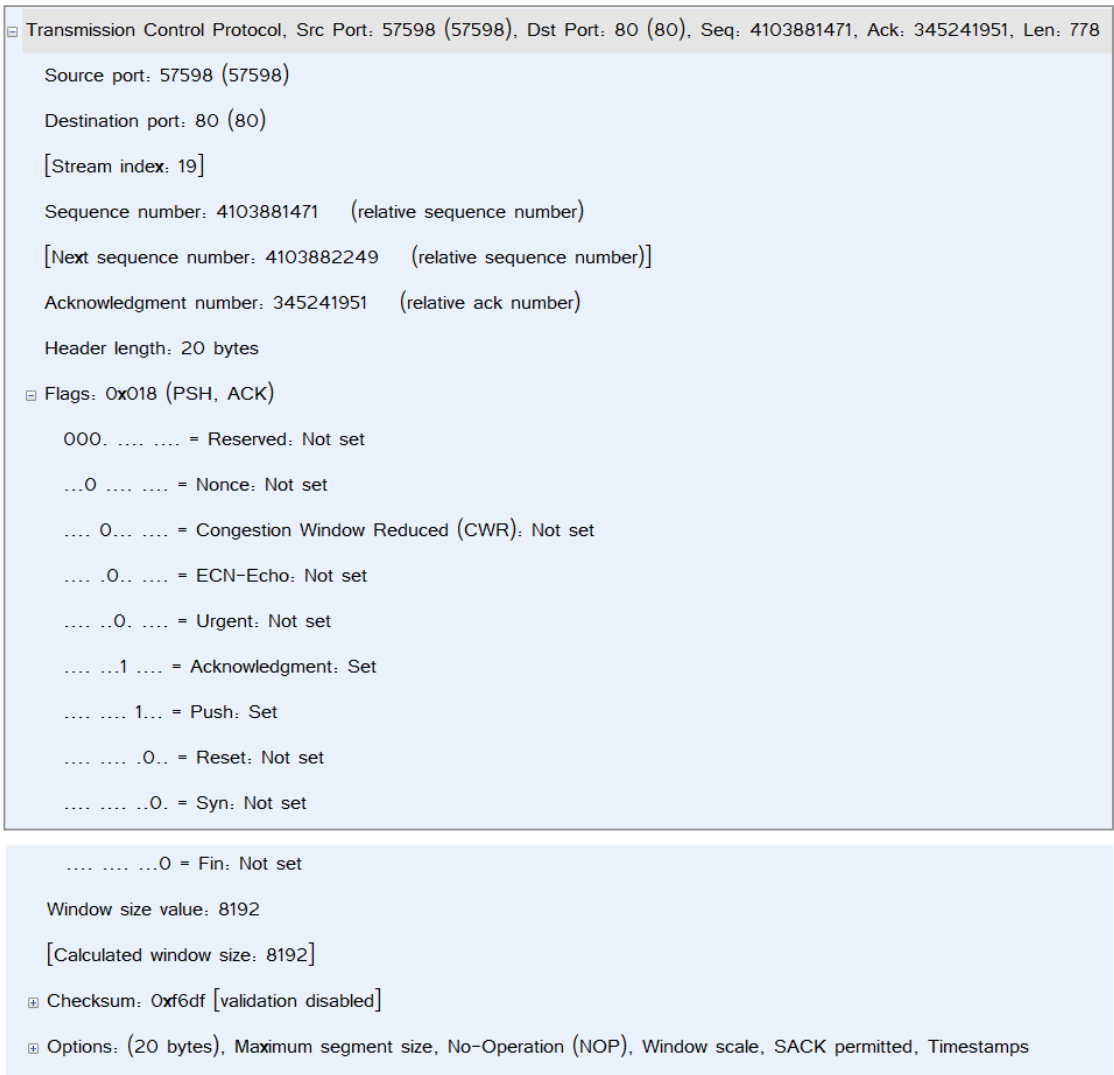 Transmission Control Protocol, Src Port: 57598 (57598), Dst Port: 80 (80), Seq: 4103881471, Ack: 345241951, Len: 778
Source port: 57598 (57598)
Destination port: 80 (80)
[Stream index: 19]
Sequence number: 4103881471 (relative sequence number)
[Next sequence number: 4103882249 (relative sequence number)]
Acknowledgment number: 345241951 (relative ack number)
Header length: 20 bytes
Flags: 0x018 (PSH, ACK)
000. .... .... = Reserved: Not set
...0 .... .... = Nonce: Not set
.... 0... .... = Congestion Window Reduced (CWR): Not set
.... .0.. .... = ECN-Echo: Not set
.... ..0. .... = Urgent: Not set
.... ...1 .... = Acknowledgment: Set
.... .... 1... = Push: Set
.... .... .0.. = Reset: Not set
.... .... ..0. = Syn: Not set
.... .... ...0 = Fin: Not set
Window size value: 8192
[Calculated window size: 8192]
Checksum: 0xf6df [validation disabled]
Options: (20 bytes), Maximum segment size, No-Operation (NOP), Window scale, SACK permitted, Timestamps